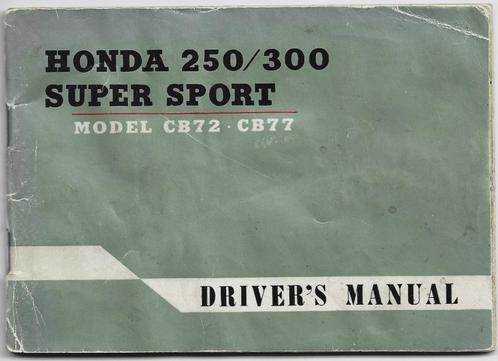 HONDA 250/300
SUPER SPORT
MODEL CB72 · CB77
DRIVER'S MANUAL